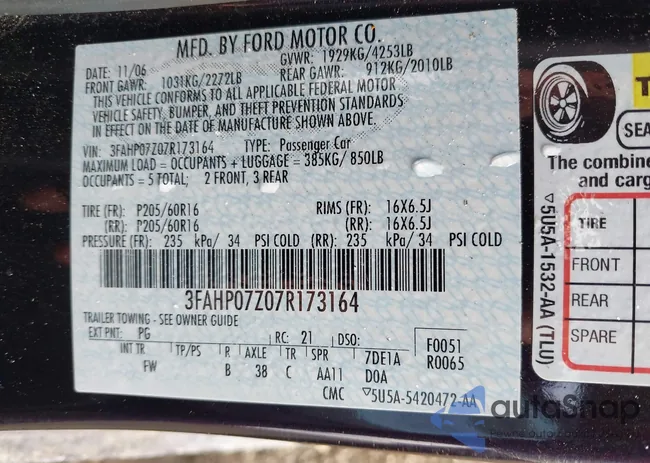 MFD. BY FORD MOTOR CO.
DATE: 11/06 GVWR: 1929KG/4253LB
FRONT GAWR: 1031KG/2272LB REAR GAWR: 912KG/2010LB
THIS VEHICLE CONFORMS TO ALL APPLICABLE FEDERAL MOTOR
VEHICLE SAFETY, BUMPER, AND THEFT PREVENTION STANDARDS
IN EFFECT ON THE DATE OF MANUFACTURE SHOWN ABOVE.
VIN: 3FAHP07Z07R173164 TYPE: Passenger Car
MAXIMUM LOAD = OCCUPANTS + LUGGAGE = 385KG/ 850LB
OCCUPANTS = 5 TOTAL; 2 FRONT, 3 REAR
TIRE (FR): P205/60R16 RIMS (FR): 16X6.5J
(RR): P205/60R16 (RR): 16X6.5J
PRESSURE (FR): 235 kPa/ 34 PSI COLD (RR): 235 kPa/ 34 PSI COLD
3FAHP07Z07R173164
TRAILER TOWING - SEE OWNER GUIDE
EXT PNT: PG RC: 21 DSO: F0051
INT TR TP/PS R AXLE TR SPR 7DE1A R0065
FW B 38 C AA11 D0A
CMC ▽5U5A-5420472-AA
▽5U5A-1532-AA (TLU)
T
SEA
The combine
and carg
TIRE
FRONT
REAR
SPARE
autoSnap